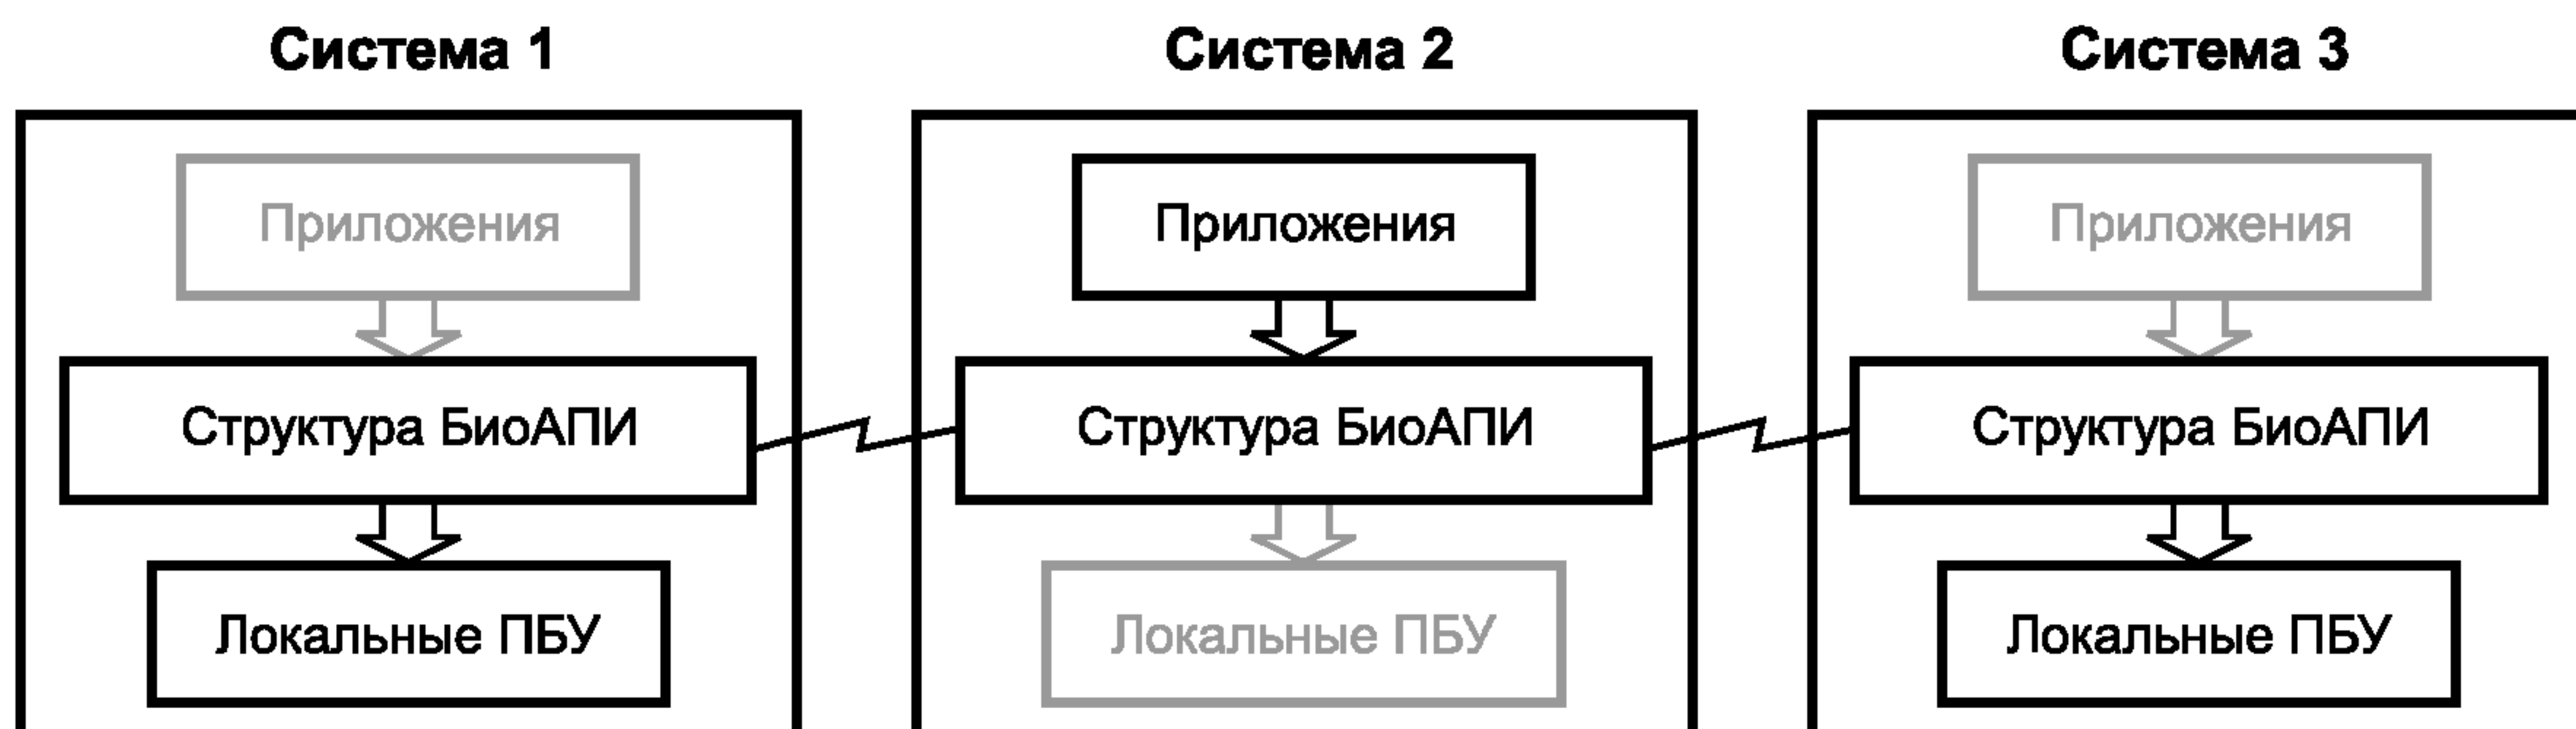 Система 1
Система 2
Система 3
Приложения
Приложения
Приложения
Структура БиоАПИ
Структура БиоАПИ
Структура БиоАПИ
Локальные ПБУ
Локальные ПБУ
Локальные ПБУ